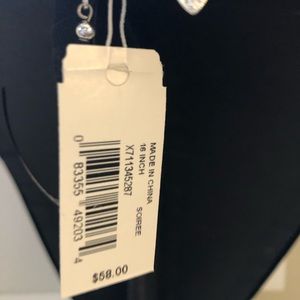 MADE IN CHINA
16 INCH SOIREE
X711345287
0 83355 49203 4
$58.00